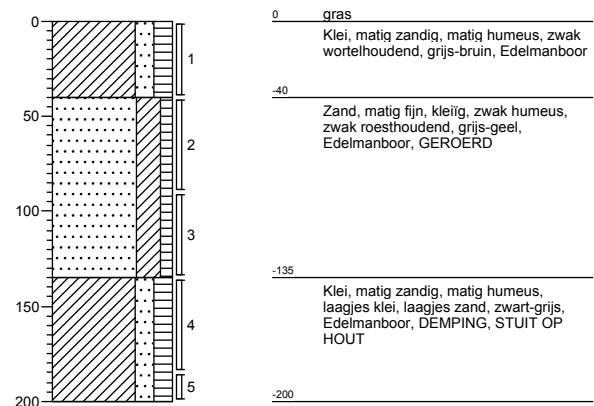 0
50
100
150
200
1
2
3
4
5
0 gras
Klei, matig zandig, matig humeus, zwak
wortelhoudend, grijs-bruin, Edelmanboor
-40
Zand, matig fijn, kleiïg, zwak humeus,
zwak roesthoudend, grijs-geel,
Edelmanboor, GEROERD
-135
Klei, matig zandig, matig humeus,
laagjes klei, laagjes zand, zwart-grijs,
Edelmanboor, DEMPING, STUIT OP
HOUT
-200